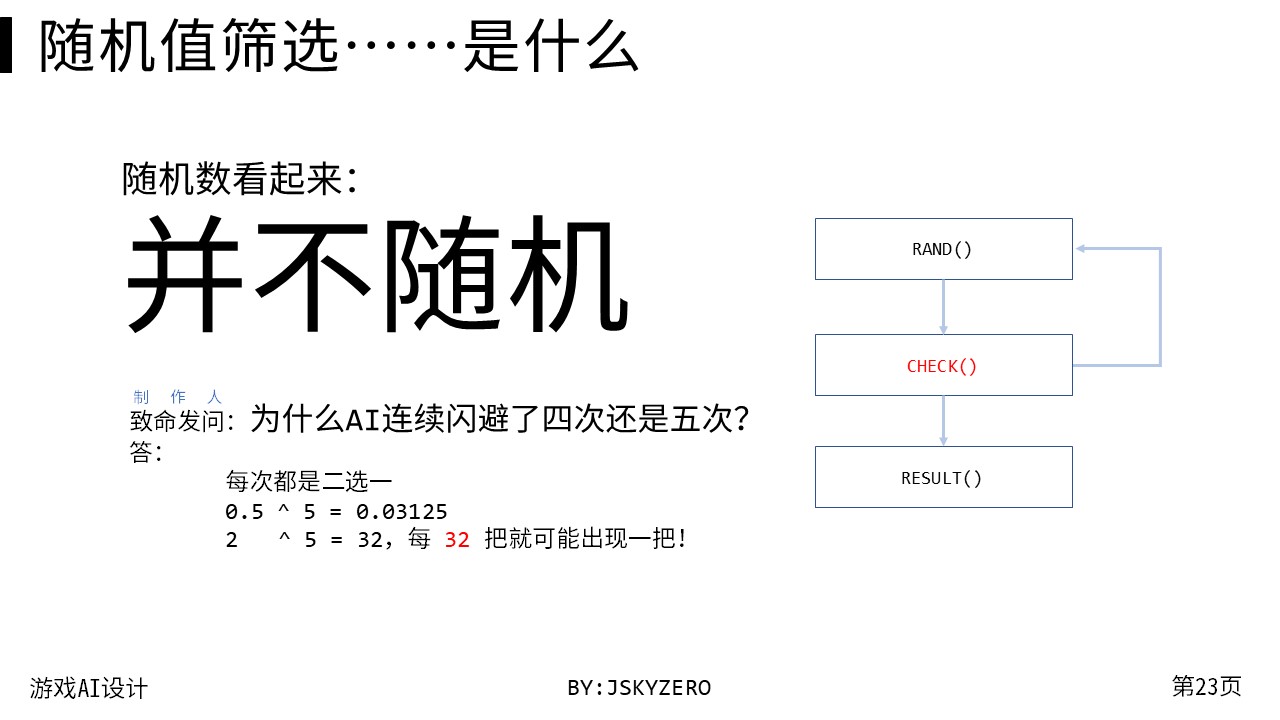 随机值筛选……是什么
随机数看起来：
并不随机
制 作 人
致命发问：为什么AI连续闪避了四次还是五次？
答：
每次都是二选一
0.5 ^ 5 = 0.03125
2 ^ 5 = 32，每 32 把就可能出现一把！
RAND()
CHECK()
RESULT()
游戏AI设计
BY:JSKYZERO
第23页